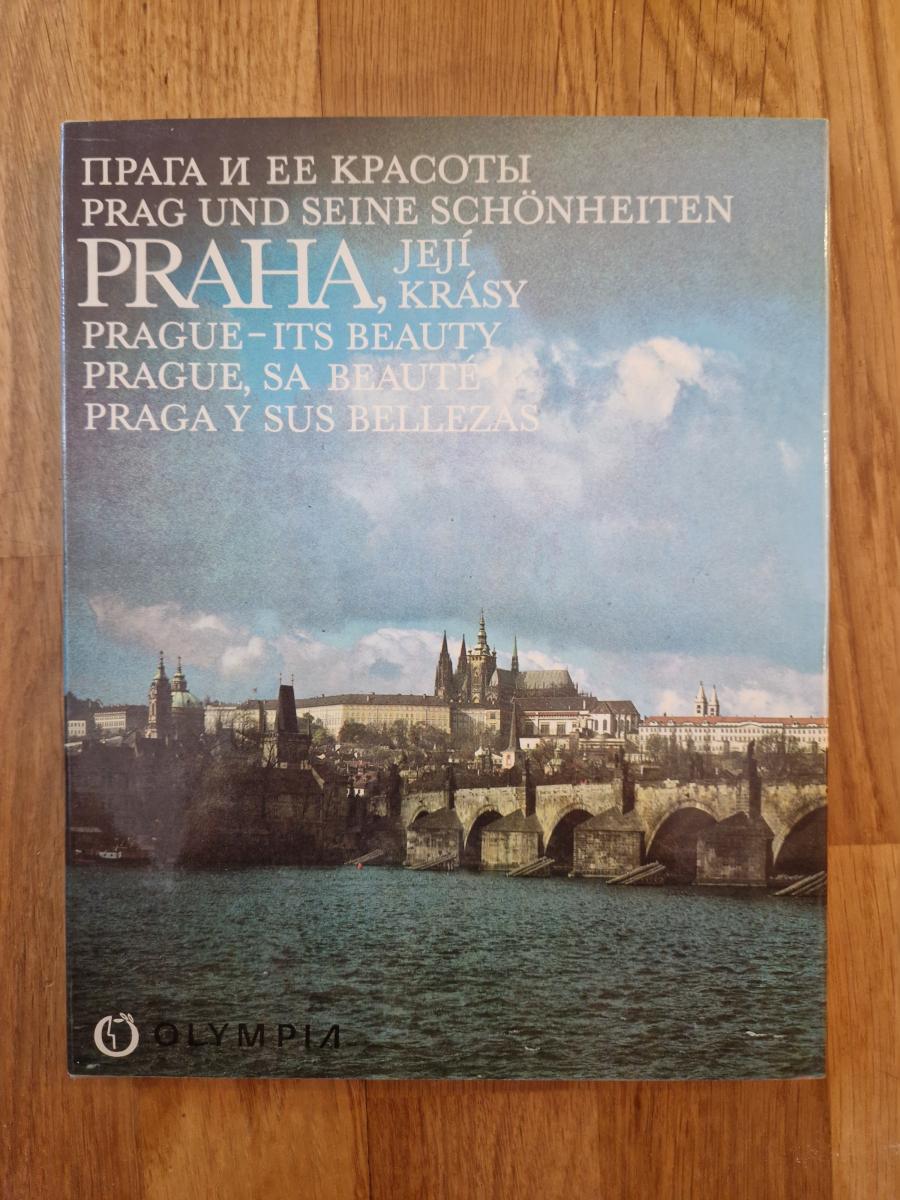 ПРАГА И ЕЕ КРАСОТЫ
PRAG UND SEINE SCHÖNHEITEN
PRAHA, JEJÍ
KRÁSY
PRAGUE – ITS BEAUTY
PRAGUE, SA BEAUTÉ
PRAGA Y SUS BELLEZAS
OLYMPIA